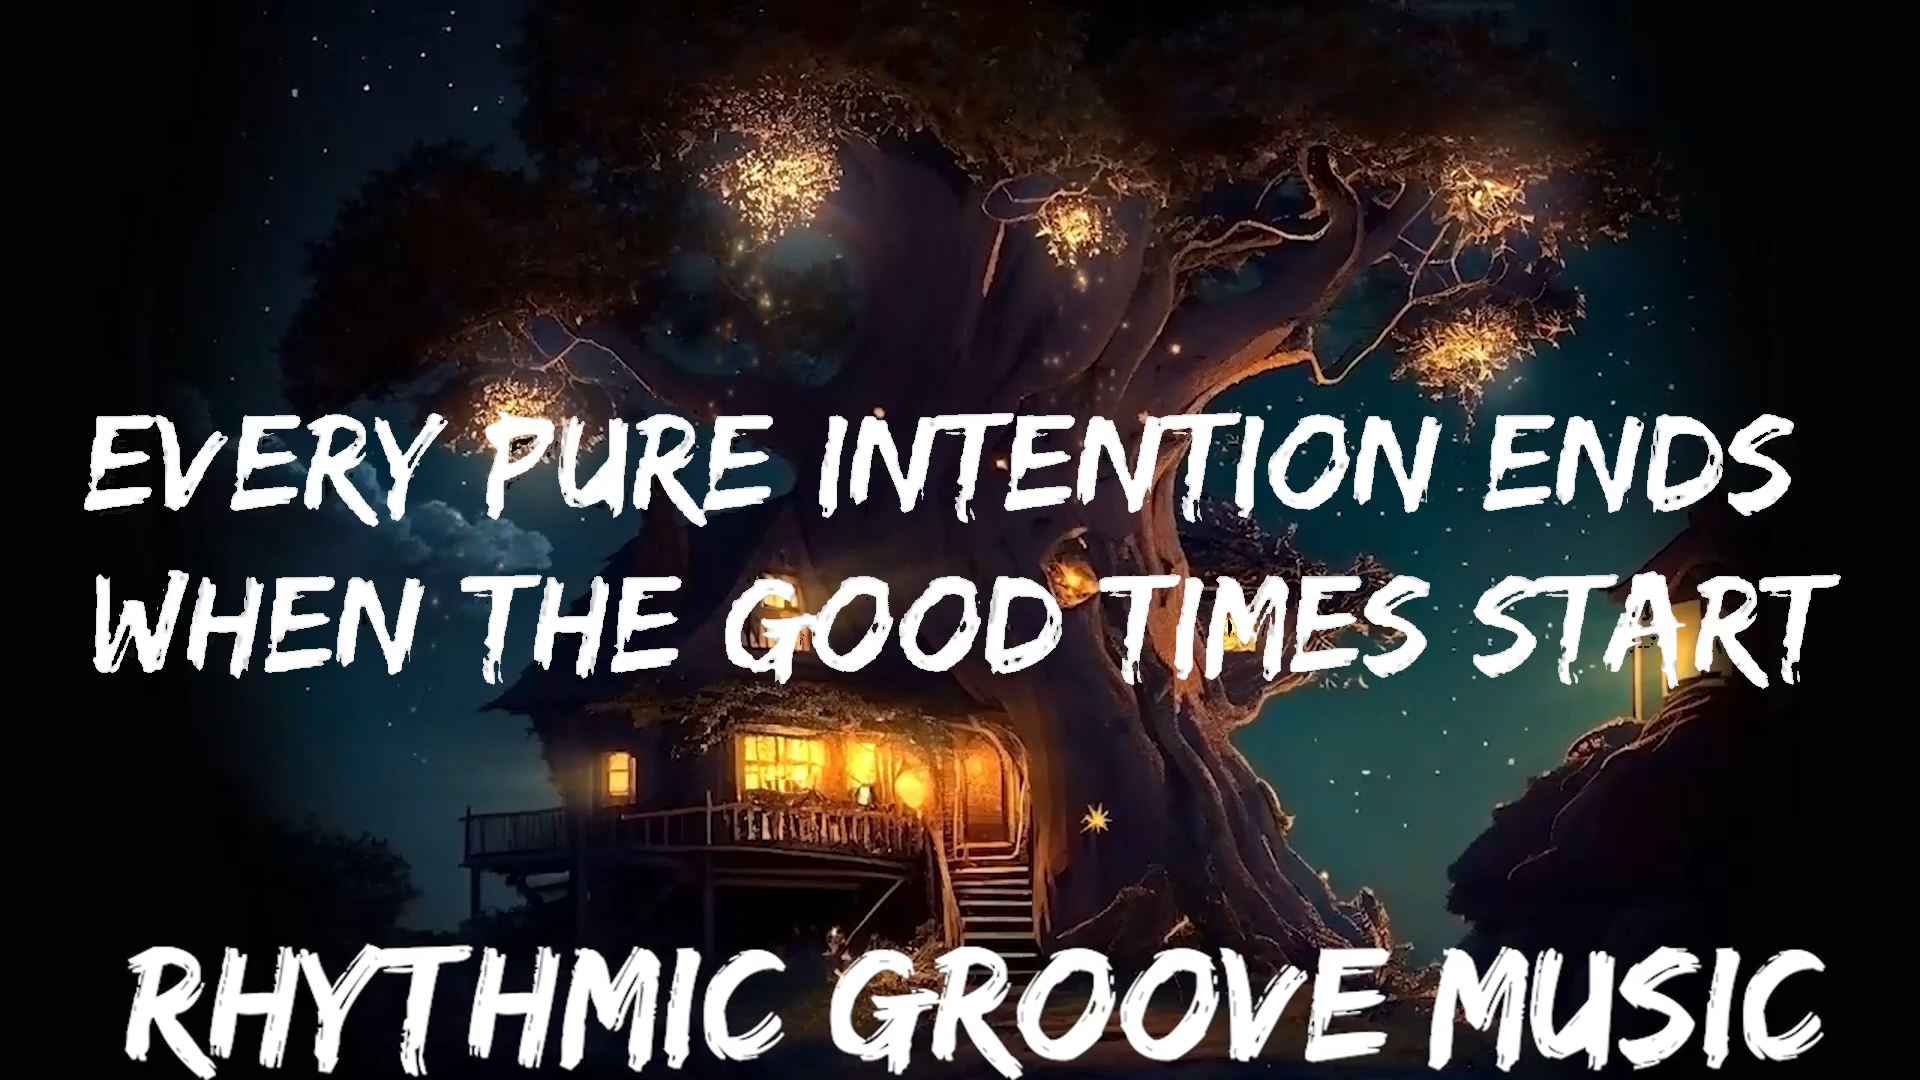 EVERY PURE INTENTION ENDS
WHEN THE GOOD TIMES START
RHYTHMIC GROOVE MUSIC